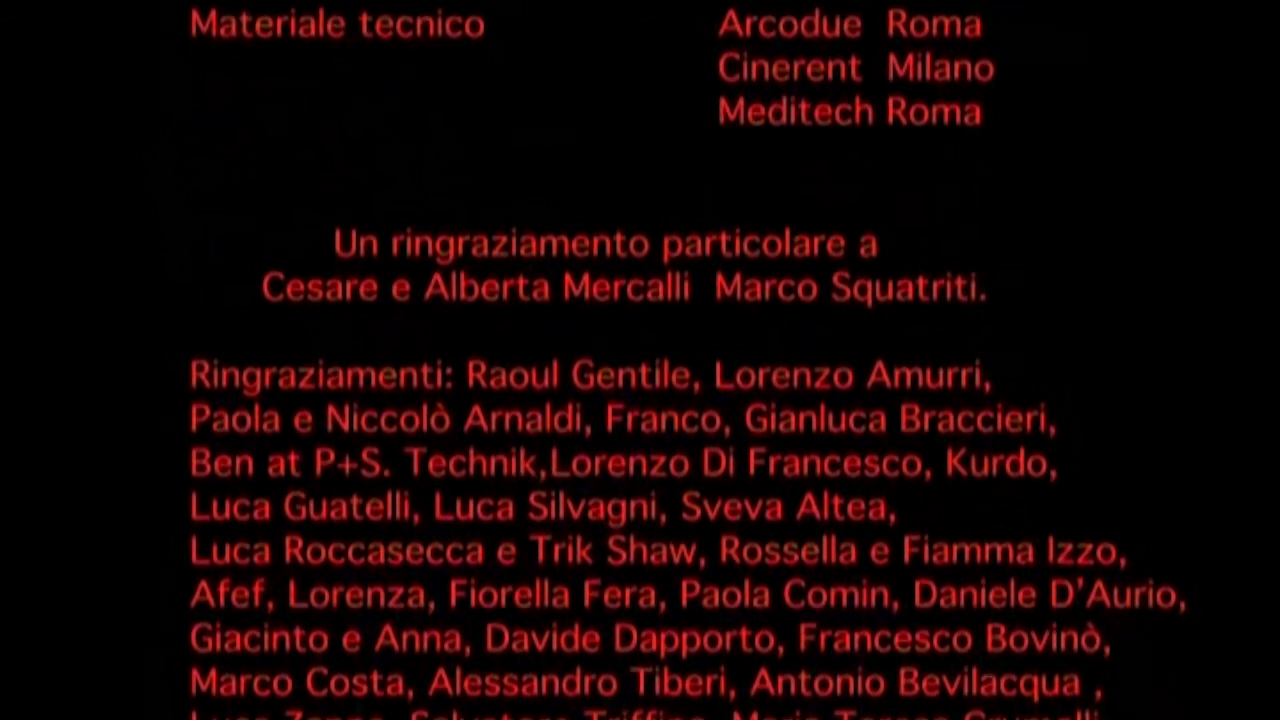 Materiale tecnico Arcodue Roma
Cinerent Milano
Meditech Roma
Un ringraziamento particolare a
Cesare e Alberta Mercalli Marco Squatriti.
Ringraziamenti: Raoul Gentile, Lorenzo Amurri,
Paola e Niccolò Arnaldi, Franco, Gianluca Braccieri,
Ben at P+S. Technik,Lorenzo Di Francesco, Kurdo,
Luca Guatelli, Luca Silvagni, Sveva Altea,
Luca Roccasecca e Trik Shaw, Rossella e Fiamma Izzo,
Afef, Lorenza, Fiorella Fera, Paola Comin, Daniele D'Aurio,
Giacinto e Anna, Davide Dapporto, Francesco Bovinò,
Marco Costa, Alessandro Tiberi, Antonio Bevilacqua ,